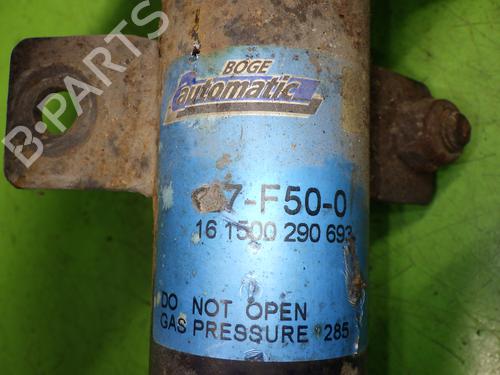 B-PARTS
BOGE
automatic
7-F50-0
16 1500 290 693
DO NOT OPEN
GAS PRESSURE 285